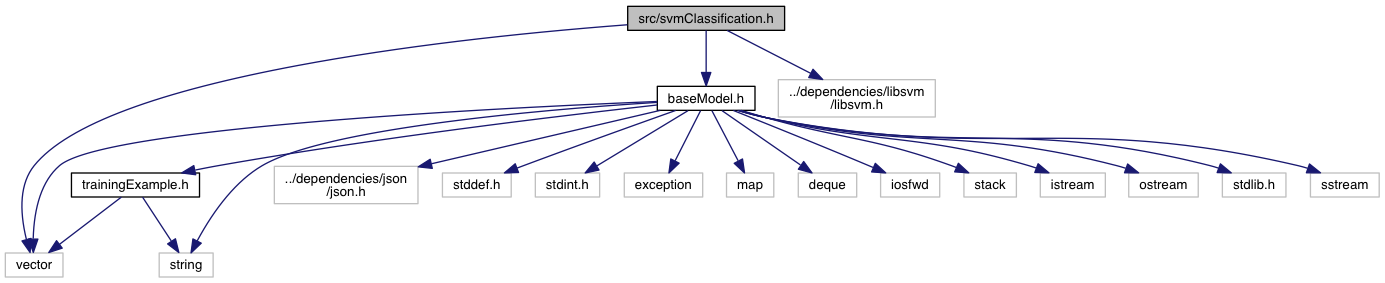 src/svmClassification.h
baseModel.h
../dependencies/libsvm
/libsvm.h
trainingExample.h
../dependencies/json
/json.h
stddef.h
stdint.h
exception
map
deque
iosfwd
stack
istream
ostream
stdlib.h
sstream
vector
string